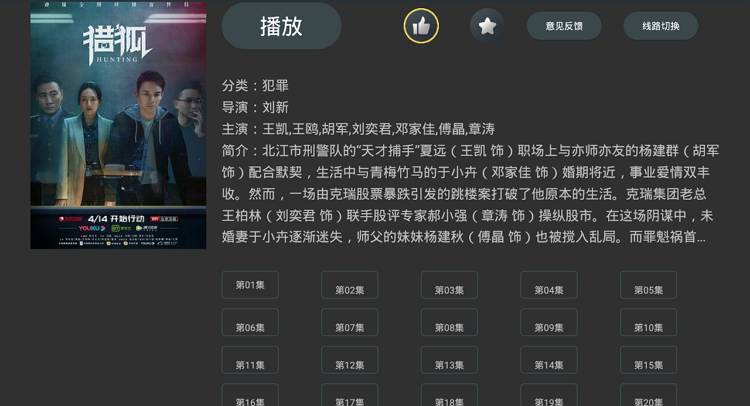 播放
意见反馈
线路切换
猎狐
HUNTING
4/14 开始行动
YOUKU
分类：犯罪
导演：刘新
主演：王凯,王鸥,胡军,刘奕君,邓家佳,傅晶,章涛
简介：北江市刑警队的“天才捕手”夏远（王凯 饰）职场上与亦师亦友的杨建群（胡军
饰）配合默契，生活中与青梅竹马的于小卉（邓家佳 饰）婚期将近，事业爱情双丰
收。然而，一场由克瑞股票暴跌引发的跳楼案打破了他原本的生活。克瑞集团老总
王柏林（刘奕君 饰）联手股评专家郝小强（章涛 饰）操纵股市。在这场阴谋中，未
婚妻于小卉逐渐迷失，师父的妹妹杨建秋（傅晶 饰）也被搅入乱局。而罪魁祸首...
第01集
第02集
第03集
第04集
第05集
第06集
第07集
第08集
第09集
第10集
第11集
第12集
第13集
第14集
第15集
第16集
第17集
第18集
第19集
第20集